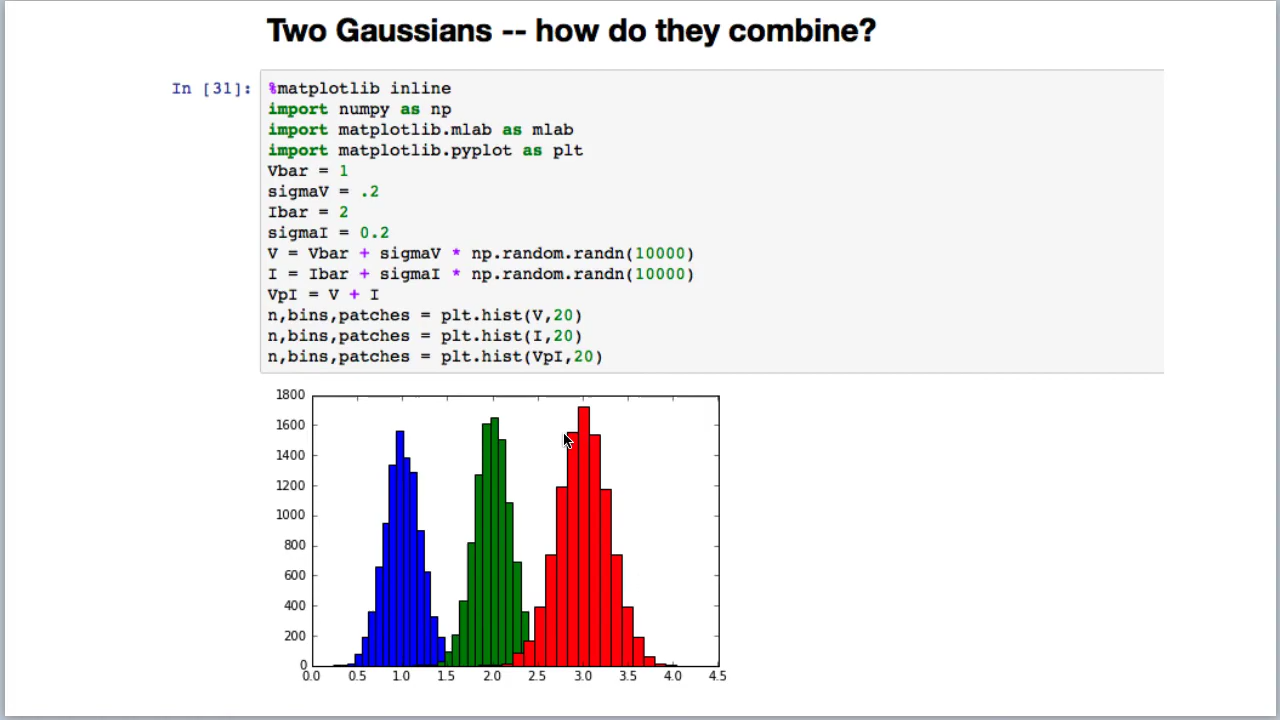 Two Gaussians -- how do they combine?
In [31]:
%matplotlib inline
import numpy as np
import matplotlib.mlab as mlab
import matplotlib.pyplot as plt
Vbar = 1
sigmaV = .2
Ibar = 2
sigmaI = 0.2
V = Vbar + sigmaV * np.random.randn(10000)
I = Ibar + sigmaI * np.random.randn(10000)
VpI = V + I
n,bins,patches = plt.hist(V,20)
n,bins,patches = plt.hist(I,20)
n,bins,patches = plt.hist(VpI,20)
1800
1600
1400
1200
1000
800
600
400
200
0
0.0 0.5 1.0 1.5 2.0 2.5 3.0 3.5 4.0 4.5